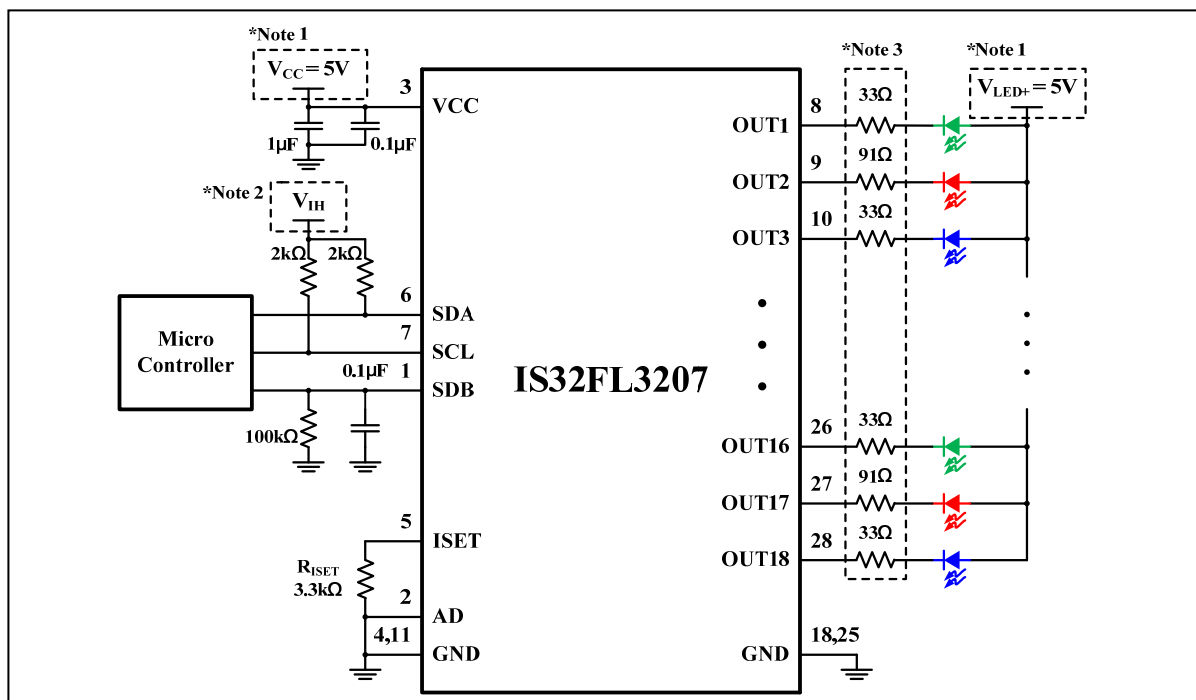 *Note 1
VCC = 5V
3
VCC
1µF
0.1µF
*Note 2
VIH
2kΩ
2kΩ
Micro
Controller
6
SDA
7
SCL
0.1µF
1
SDB
100kΩ
5
ISET
RISET
3.3kΩ
2
AD
4,11
GND
IS32FL3207
*Note 3
*Note 1
VLED+ = 5V
8
33Ω
OUT1
9
91Ω
OUT2
10
33Ω
OUT3
26
33Ω
OUT16
27
91Ω
OUT17
28
33Ω
OUT18
18,25
GND